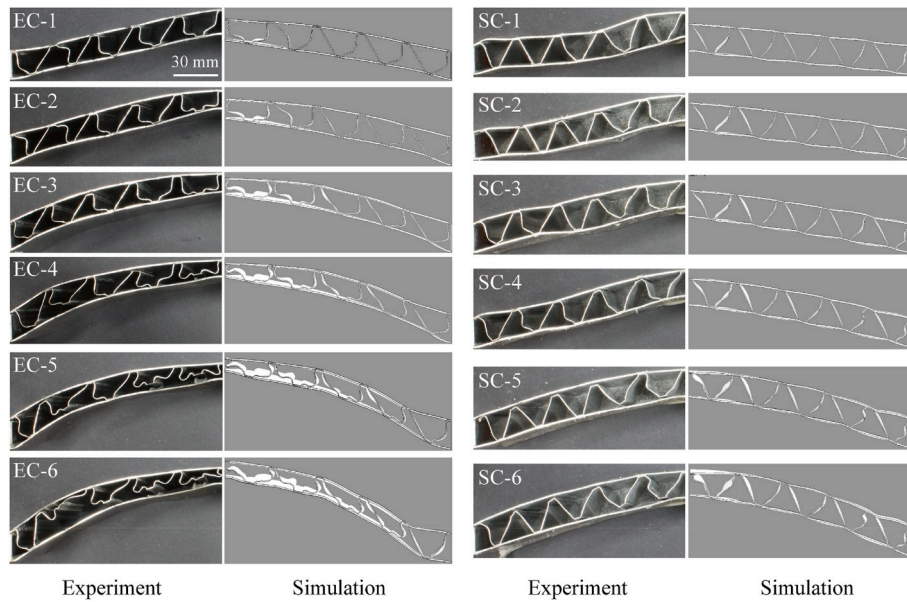 EC-1
30 mm
EC-2
EC-3
EC-4
EC-5
EC-6
Experiment
Simulation
SC-1
SC-2
SC-3
SC-4
SC-5
SC-6
Experiment
Simulation